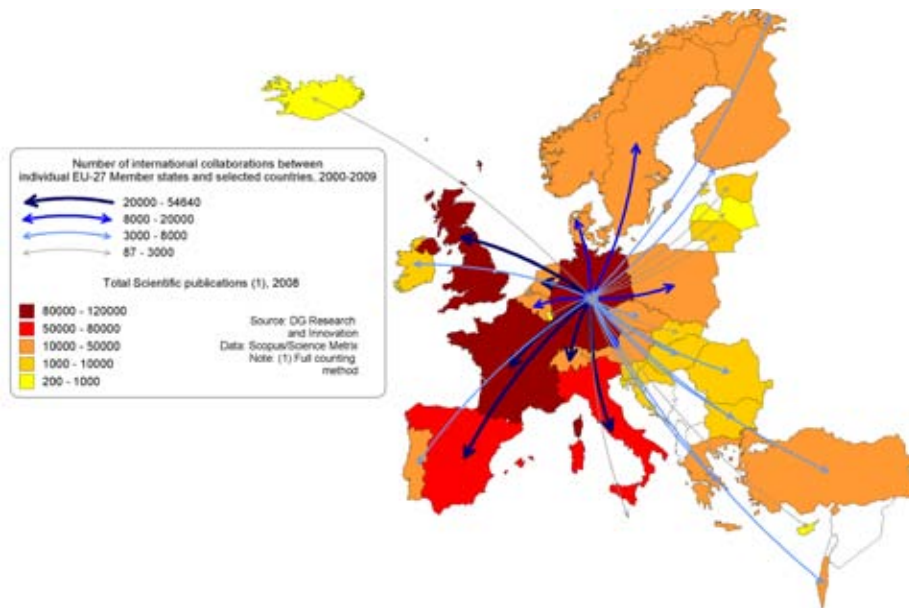 Number of international collaborations between
individual EU-27 Member states and selected countries, 2000-2009
20000 - 54640
8000 - 20000
3000 - 8000
87 - 3000
Total Scientific publications (1), 2008
80000 - 120000
50000 - 80000
10000 - 50000
1000 - 10000
200 - 1000
Source: DG Research
and Innovation
Data: Scopus/Science Metrix
Note: (1) Full counting
method